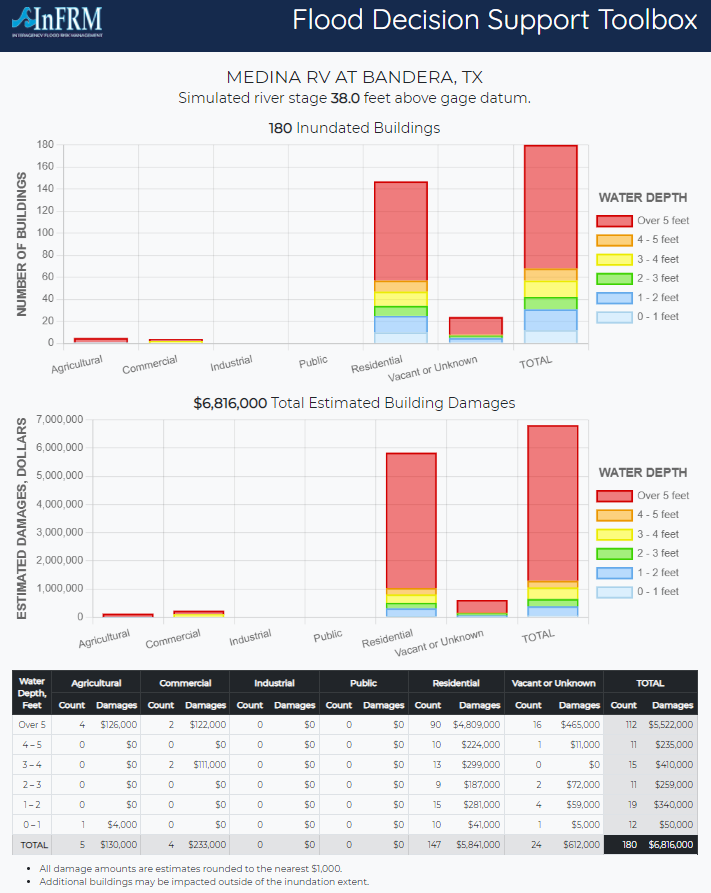 InFRM
INTERAGENCY FLOOD RISK MANAGEMENT
Flood Decision Support Toolbox
MEDINA RV AT BANDERA, TX
Simulated river stage 38.0 feet above gage datum.
180 Inundated Buildings
NUMBER OF BUILDINGS
180
160
140
120
100
80
60
40
20
0
Agricultural
Commercial
Industrial
Public
Residential
Vacant or Unknown
TOTAL
WATER DEPTH
Over 5 feet
4 - 5 feet
3 - 4 feet
2 - 3 feet
1 - 2 feet
0 - 1 feet
$6,816,000 Total Estimated Building Damages
ESTIMATED DAMAGES, DOLLARS
7,000,000
6,000,000
5,000,000
4,000,000
3,000,000
2,000,000
1,000,000
0
Agricultural
Commercial
Industrial
Public
Residential
Vacant or Unknown
TOTAL
WATER DEPTH
Over 5 feet
4 - 5 feet
3 - 4 feet
2 - 3 feet
1 - 2 feet
0 - 1 feet
Water Depth, Feet Agricultural Commercial Industrial Public Residential Vacant or Unknown TOTAL
Count Damages Count Damages Count Damages Count Damages Count Damages Count Damages Count Damages
Over 5 4 $126,000 2 $122,000 0 $0 0 $0 90 $4,809,000 16 $465,000 112 $5,522,000
4 – 5 0 $0 0 $0 0 $0 0 $0 10 $224,000 1 $11,000 11 $235,000
3 – 4 0 $0 2 $111,000 0 $0 0 $0 13 $299,000 0 $0 15 $410,000
2 – 3 0 $0 0 $0 0 $0 0 $0 9 $187,000 2 $72,000 11 $259,000
1 – 2 0 $0 0 $0 0 $0 0 $0 15 $281,000 4 $59,000 19 $340,000
0 – 1 1 $4,000 0 $0 0 $0 0 $0 10 $41,000 1 $5,000 12 $50,000
TOTAL 5 $130,000 4 $233,000 0 $0 0 $0 147 $5,841,000 24 $612,000 180 $6,816,000
• All damage amounts are estimates rounded to the nearest $1,000.
• Additional buildings may be impacted outside of the inundation extent.